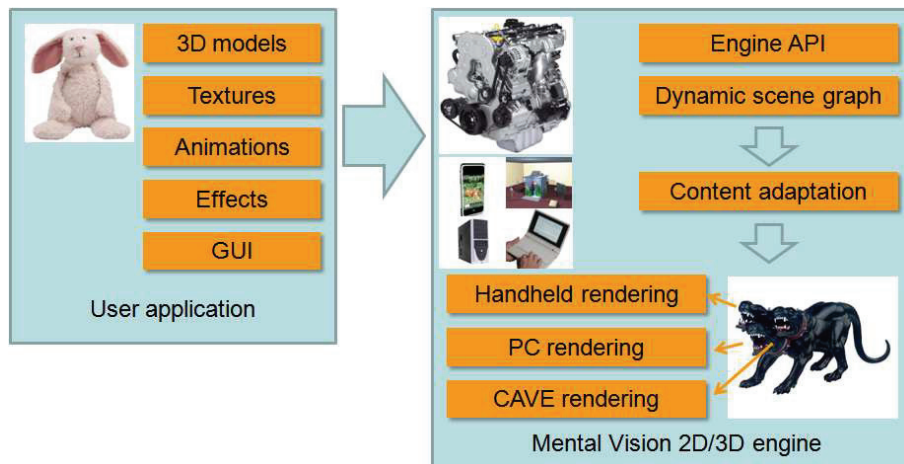 3D models
Textures
Animations
Effects
GUI
User application
Engine API
Dynamic scene graph
Content adaptation
Handheld rendering
PC rendering
CAVE rendering
Mental Vision 2D/3D engine